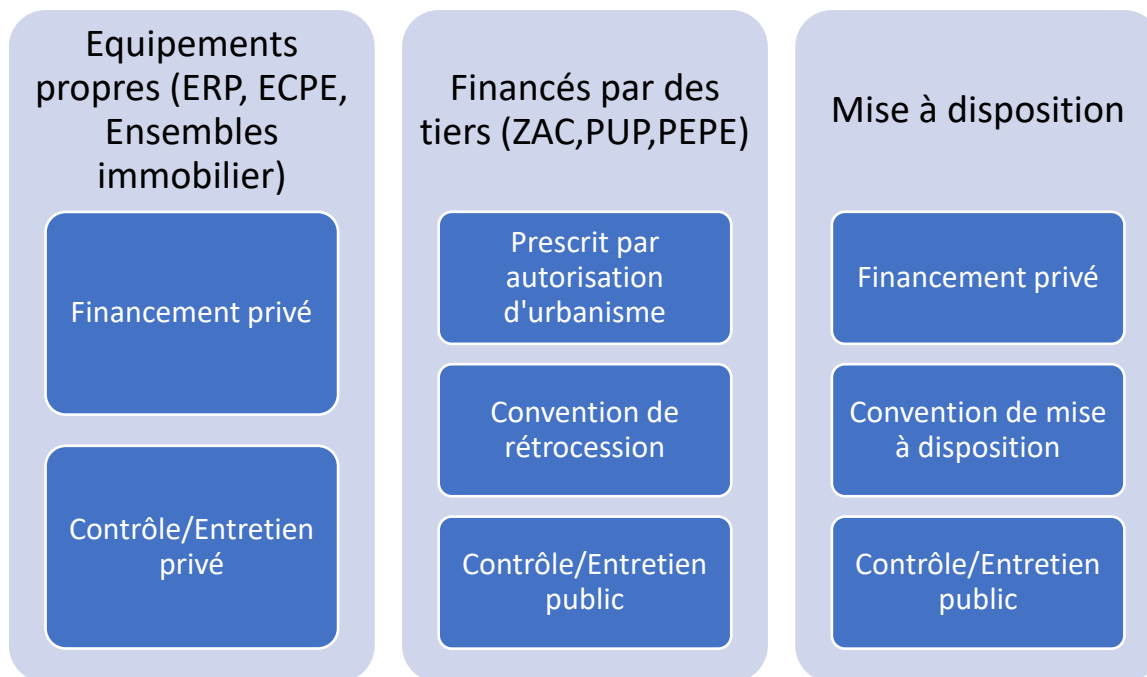 Equipements
propres (ERP, ECPE,
Ensembles
immobilier)
Financement privé
Contrôle/Entretien
privé
Financés par des
tiers (ZAC,PUP,PEPE)
Prescrit par
autorisation
d'urbanisme
Convention de
rétrocession
Contrôle/Entretien
public
Mise à disposition
Financement privé
Convention de mise
à disposition
Contrôle/Entretien
public